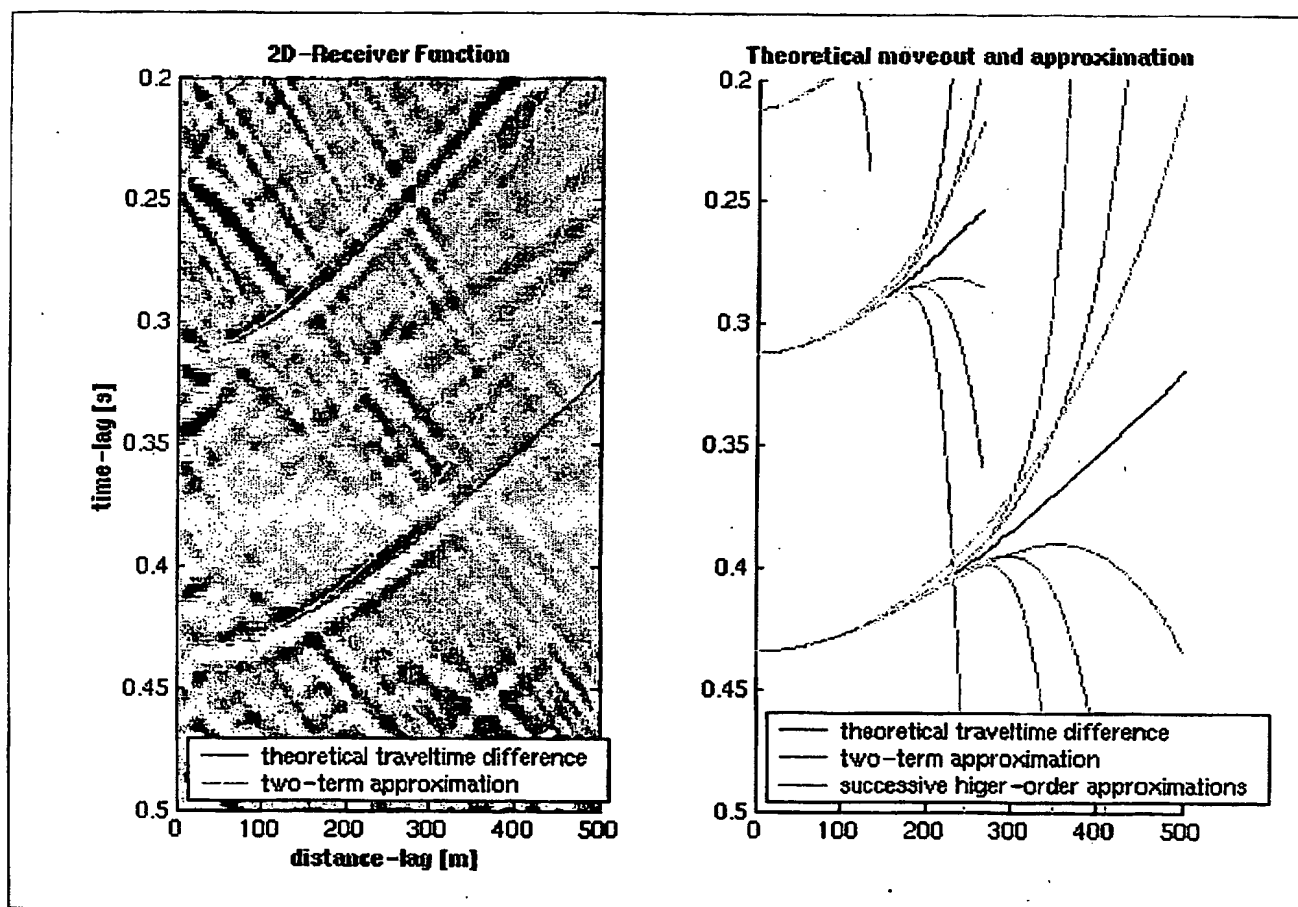 2D-Receiver Function
0.2
0.25
0.3
0.35
0.4
0.45
0.5
time-lag [s]
theoretical traveltime difference
two-term approximation
0 100 200 300 400 500
distance-lag [m]
Theoretical moveout and approximation
0.2
0.25
0.3
0.35
0.4
0.45
0.5
theoretical traveltime difference
two-term approximation
successive higer-order approximations
0 100 200 300 400 500